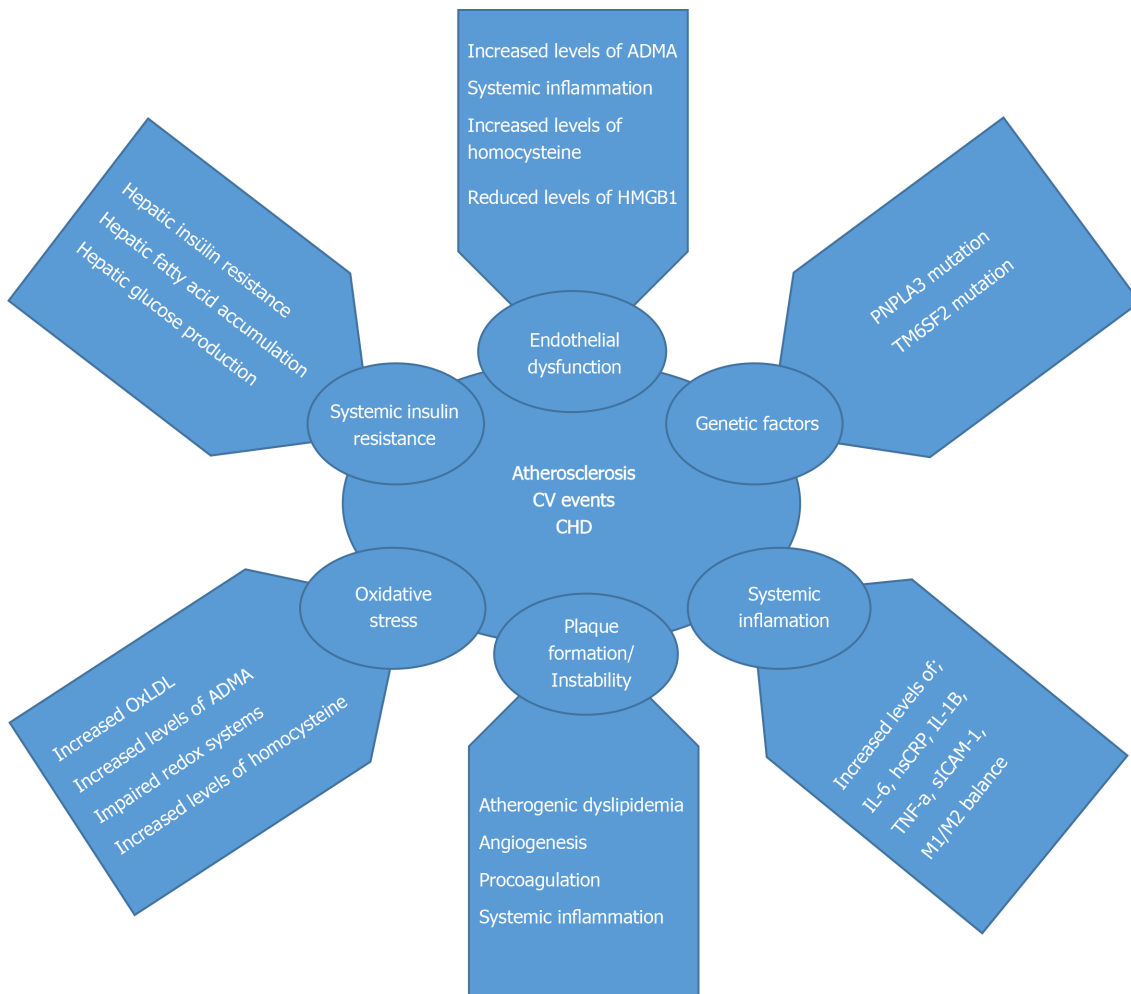 Increased levels of ADMA
Systemic inflammation
Increased levels of
homocysteine
Reduced levels of HMGB1
Hepatic insülin resistance
Hepatic fatty acid accumulation
Hepatic glucose production
PNPLA3 mutation
TM6SF2 mutation
Endothelial
dysfunction
Systemic insulin
resistance
Genetic factors
Atherosclerosis
CV events
CHD
Oxidative
stress
Plaque
formation/
Instability
Systemic
inflamation
Increased OxLDL
Increased levels of ADMA
Impaired redox systems
Increased levels of homocysteine
Atherogenic dyslipidemia
Angiogenesis
Procoagulation
Systemic inflammation
Increased levels of;
IL-6, hsCRP, IL-1B,
TNF-a, sICAM-1,
M1/M2 balance